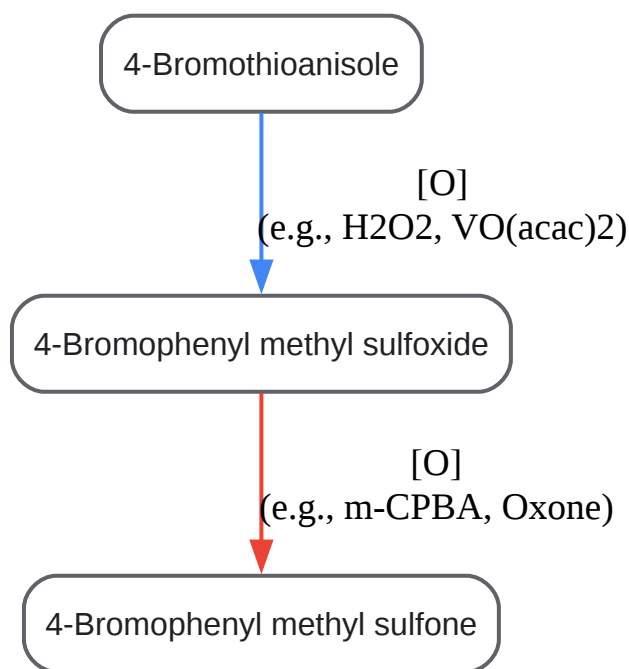 4-Bromothioanisole
[O]
(e.g., H2O2, VO(acac)2)
4-Bromophenyl methyl sulfoxide
[O]
(e.g., m-CPBA, Oxone)
4-Bromophenyl methyl sulfone